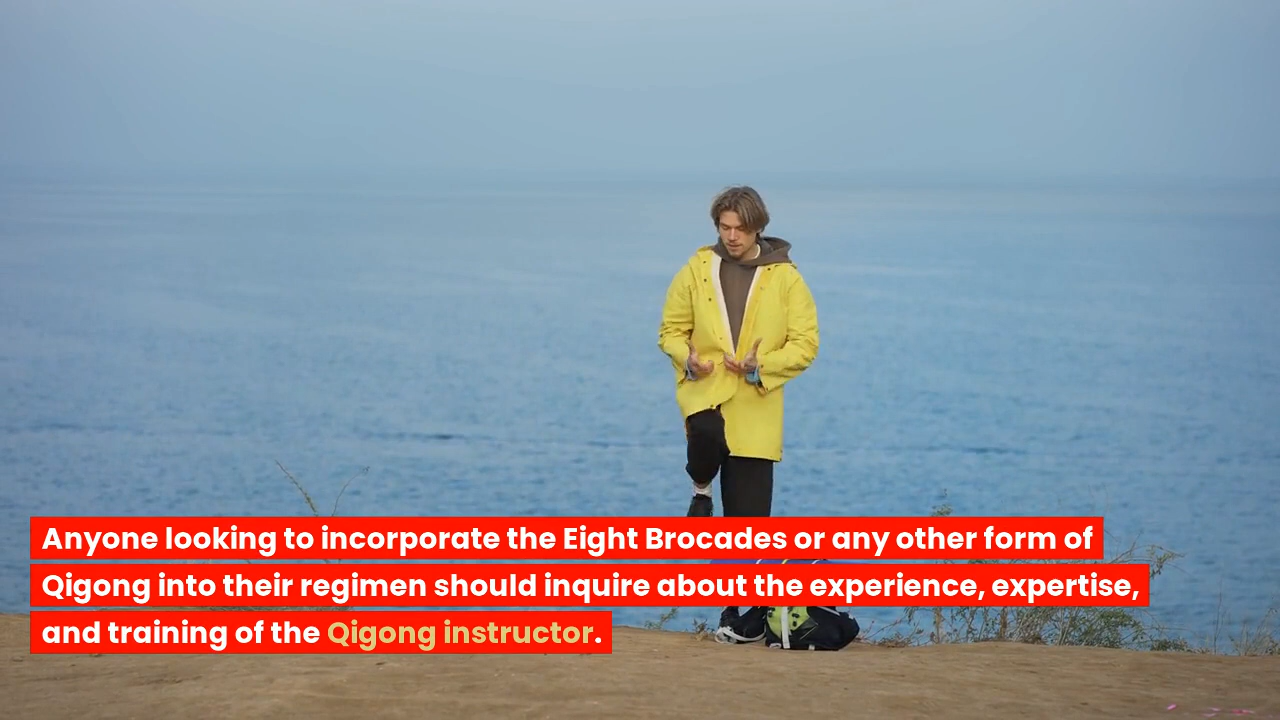 Anyone looking to incorporate the Eight Brocades or any other form of
Qigong into their regimen should inquire about the experience, expertise,
and training of the Qigong instructor.